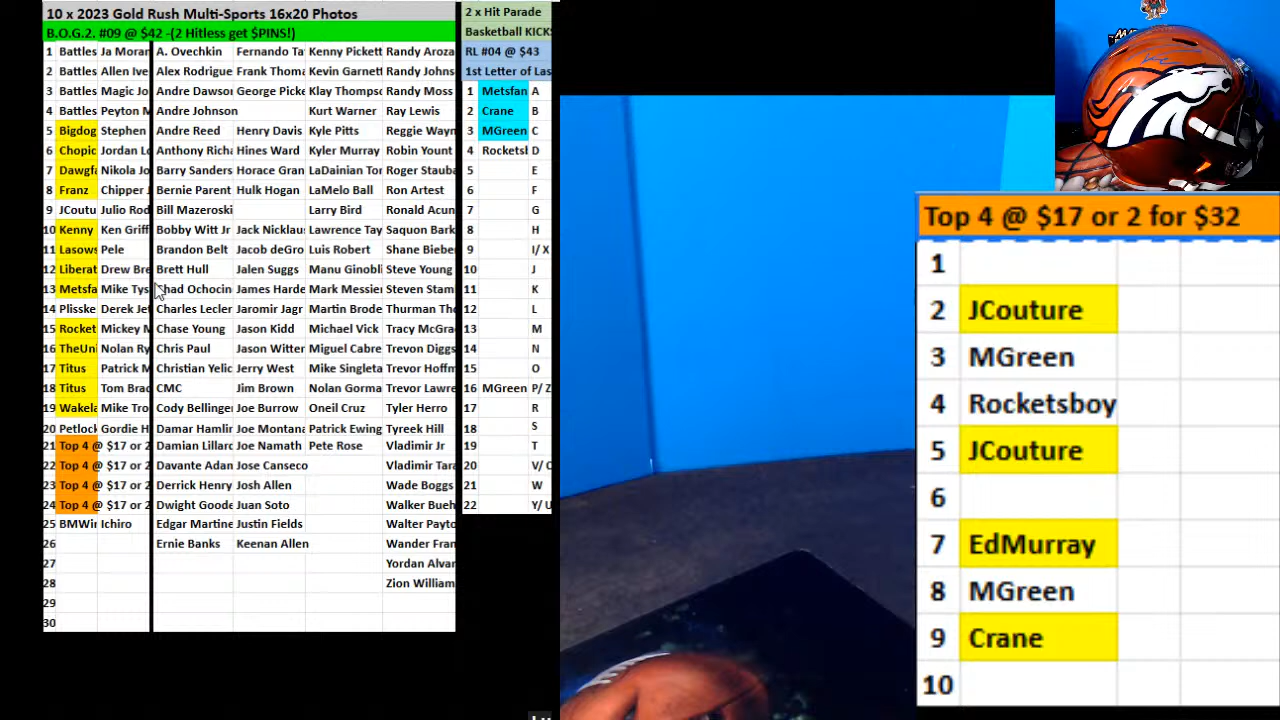 10 x 2023 Gold Rush Multi-Sports 16x20 Photos
B.O.G.2. #09 @ $42 -(2 Hitless get $PINS!)
1 Battles Ja Moran A. Ovechkin Fernando Ta Kenny Pickett Randy Aroza
2 Battles Allen Ive Alex Rodrigue Frank Thoma Kevin Garnett Randy Johns
3 Battles Magic Jo Andre Dawson George Picke Klay Thomps Randy Moss
4 Battles Peyton M Andre Johnson Kurt Warner Ray Lewis
5 Bigdog Stephen Andre Reed Henry Davis Kyle Pitts Reggie Wayn
6 Chopic Jordan Lo Anthony Richa Hines Ward Kyler Murray Robin Yount
7 Dawgfa Nikola Jo Barry Sanders Horace Gran LaDainian To Roger Stauba
8 Franz Chipper J Bernie Parent Hulk Hogan LaMelo Ball Ron Artest
9 JCoutu Julio Rod Bill Mazeroski Larry Bird Ronald Acun
10 Kenny Ken Griff Bobby Witt Jr Jack Nicklaus Lawrence Tay Saquon Bark
11 Lasows Pele Brandon Belt Jacob deGro Luis Robert Shane Bieber
12 Liberat Drew Bre Brett Hull Jalen Suggs Manu Ginobli Steve Young
13 Metsfa Mike Tys Chad Ochocin James Harde Mark Messier Steven Stam
14 Plisske Derek Jet Charles Lecler Jaromir Jagr Martin Brode Thurman Tho
15 Rocket Mickey M Chase Young Jason Kidd Michael Vick Tracy McGra
16 TheUni Nolan Ry Chris Paul Jason Witter Miguel Cabre Trevon Diggs
17 Titus Patrick M Christian Yelic Jerry West Mike Singleta Trevor Hoffm
18 Titus Tom Brad CMC Jim Brown Nolan Gorma Trevor Lawre
19 Wakela Mike Tro Cody Bellinger Joe Burrow Oneil Cruz Tyler Herro
20 Petlock Gordie H Damar Hamlin Joe Montana Patrick Ewing Tyreek Hill
21 Top 4 @ $17 or 2 Damian Lillard Joe Namath Pete Rose Vladimir Jr
22 Top 4 @ $17 or 2 Davante Adan Jose Canseco Vladimir Tara
23 Top 4 @ $17 or 2 Derrick Henry Josh Allen Wade Boggs
24 Top 4 @ $17 or 2 Dwight Goode Juan Soto Walker Bueh
25 BMWin Ichiro Edgar Martine Justin Fields Walter Payto
26 Ernie Banks Keenan Allen Wander Fran
27 Yordan Alvar
28 Zion William
29
30
2 x Hit Parade
Basketball KICKS
RL #04 @ $43
1st Letter of Las
1 Metsfan A
2 Crane B
3 MGreen C
4 Rocketsl D
5 E
6 F
7 G
8 H
9 I/ X
10 J
11 K
12 L
13 M
14 N
15 O
16 MGreen P/ Z
17 R
18 S
19 T
20 V/
21 W
22 Y/ U
Top 4 @ $17 or 2 for $32
1
2 JCouture
3 MGreen
4 Rocketsboy
5 JCouture
6
7 EdMurray
8 MGreen
9 Crane
10